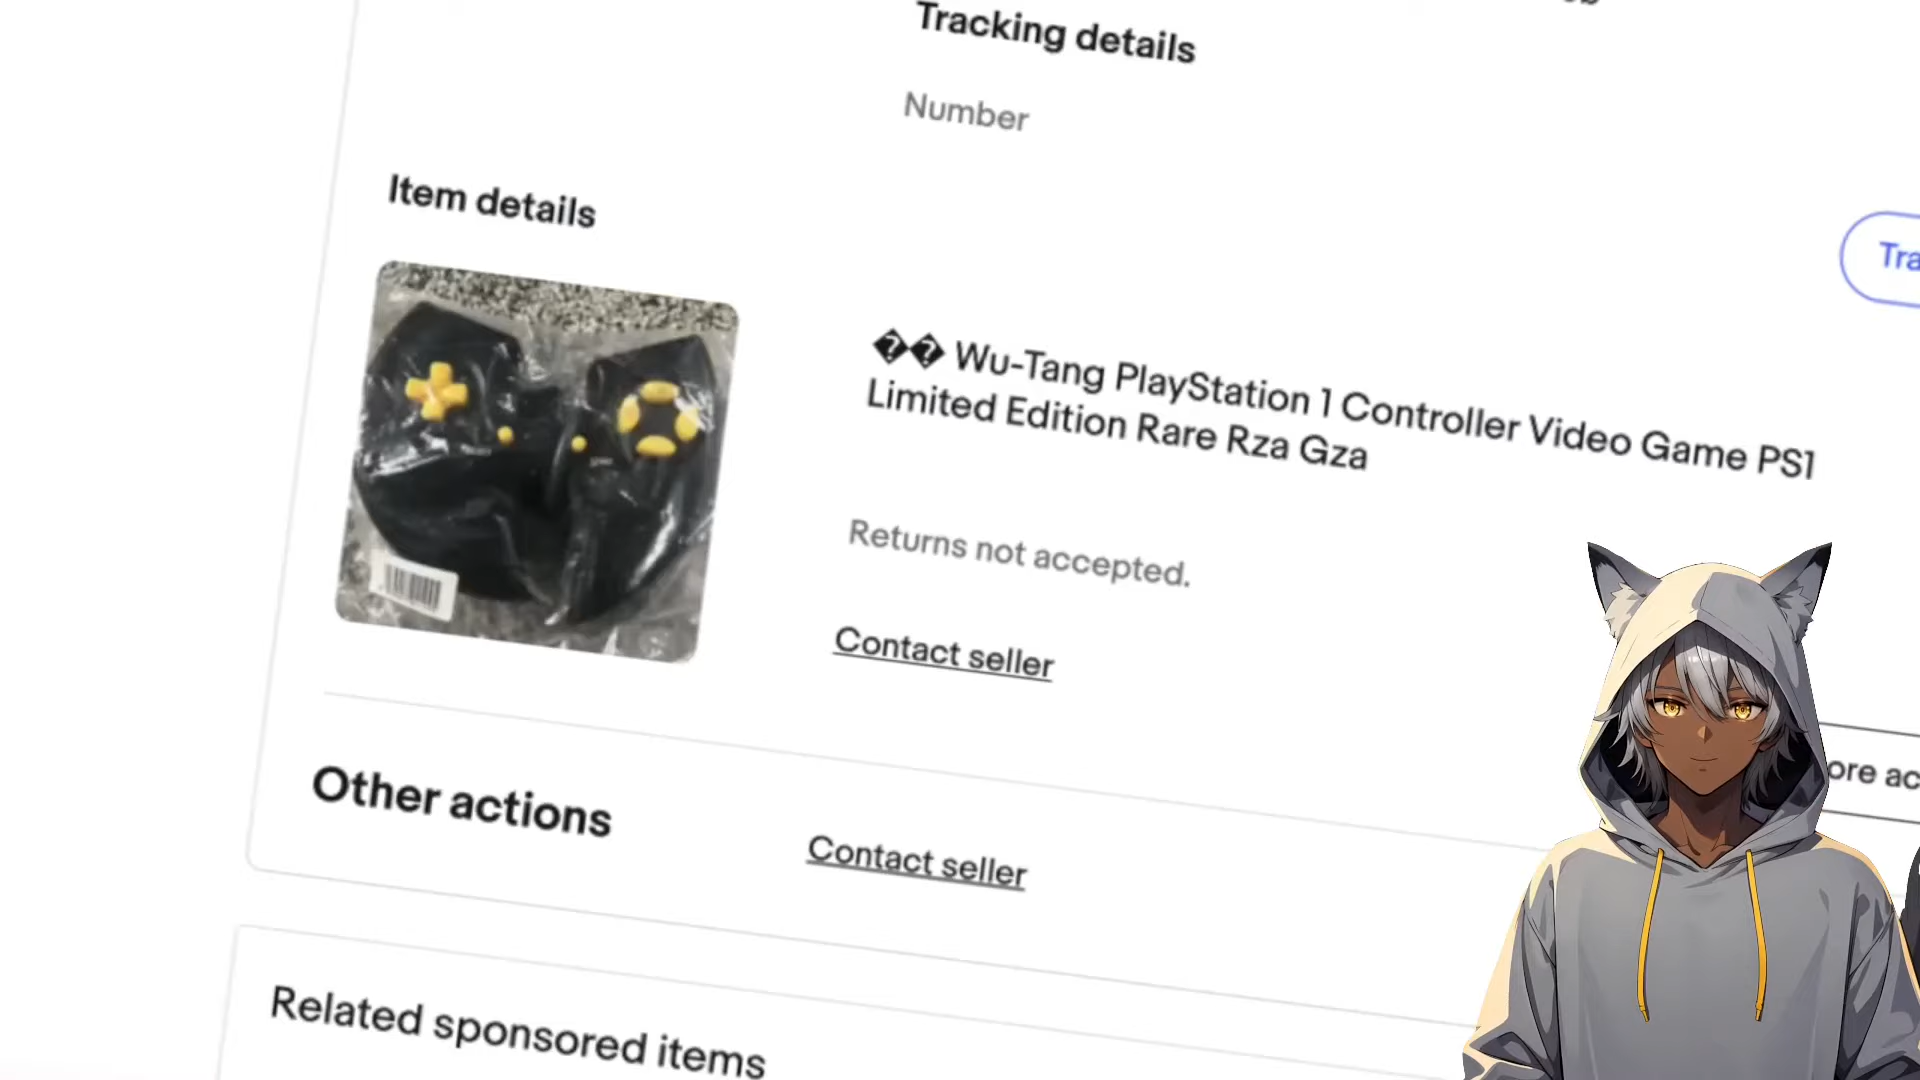 Tracking details
Number
Item details
Tra
�� Wu-Tang PlayStation 1 Controller Video Game PS1
Limited Edition Rare Rza Gza
Returns not accepted.
Contact seller
ore ac
Other actions
Contact seller
Related sponsored items